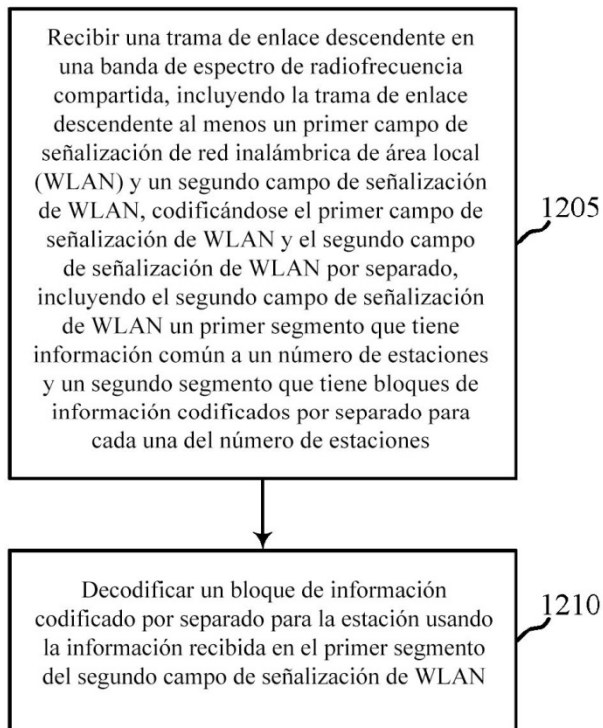 Recibir una trama de enlace descendente en
una banda de espectro de radiofrecuencia
compartida, incluyendo la trama de enlace
descendente al menos un primer campo de
señalización de red inalámbrica de área local
(WLAN) y un segundo campo de señalización
de WLAN, codificándose el primer campo de
señalización de WLAN y el segundo campo
de señalización de WLAN por separado,
incluyendo el segundo campo de señalización
de WLAN un primer segmento que tiene
información común a un número de estaciones
y un segundo segmento que tiene bloques de
información codificados por separado para
cada una del número de estaciones
1205
Decodificar un bloque de información
codificado por separado para la estación usando
la información recibida en el primer segmento
del segundo campo de señalización de WLAN
1210